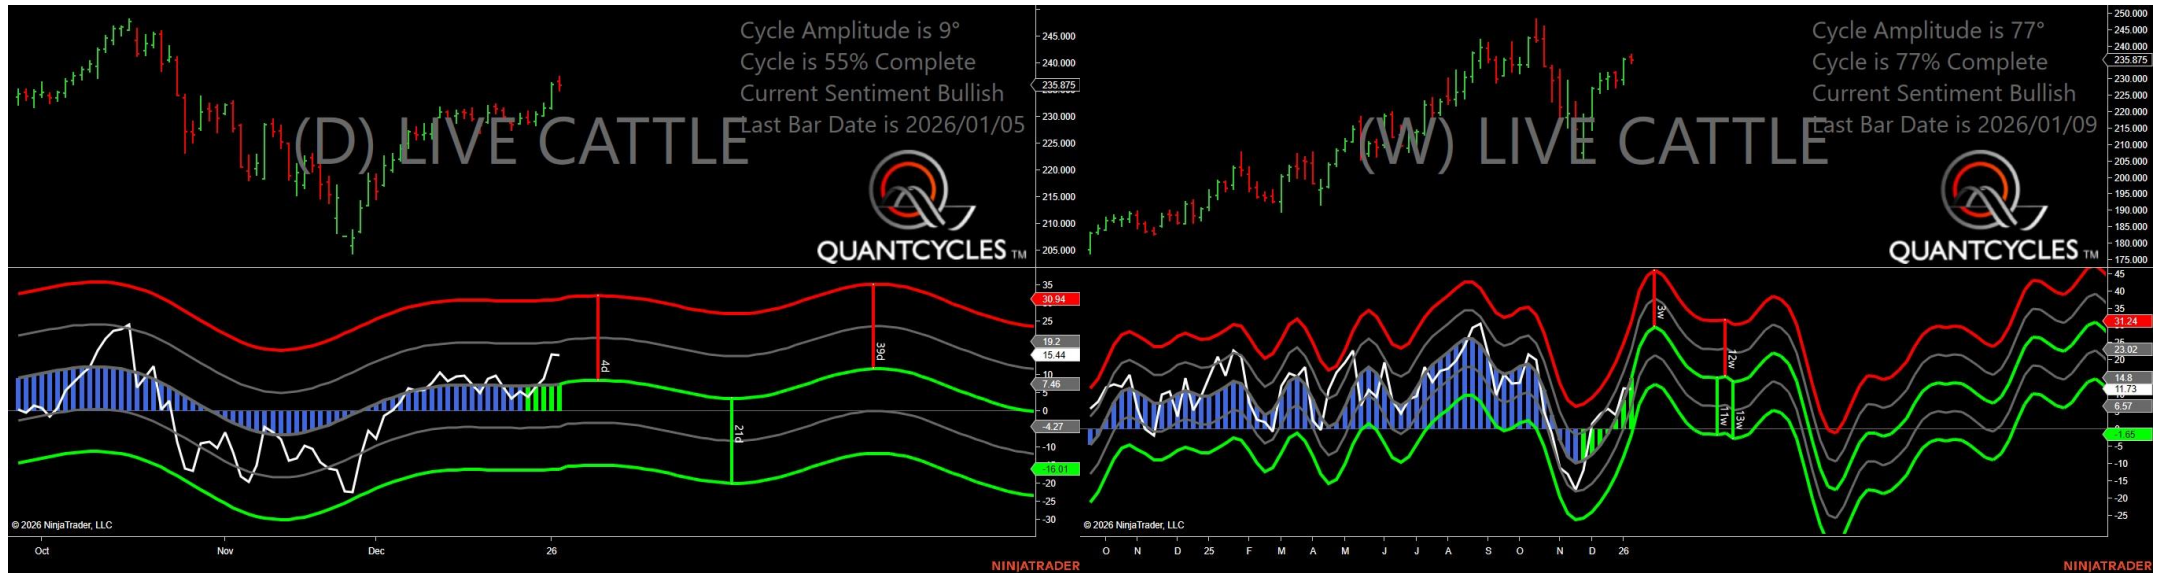 Cycle Amplitude is 9°
Cycle is 55% Complete
Current Sentiment Bullish
Last Bar Date is 2026/01/05
(D) LIVE CATTLE
QUANTCYCLES TM
245.000
240.000
235.875
230.000
225.000
220.000
215.000
210.000
205.000
35
30.94
25
19.2
15.44
10
7.46
5
0
-4.27
-10
-16.01
-20
-25
-30
4d
21d
39d
© 2026 NinjaTrader, LLC
Oct Nov Dec 26
NINJATRADER
Cycle Amplitude is 77°
Cycle is 77% Complete
Current Sentiment Bullish
Last Bar Date is 2026/01/09
(W) LIVE CATTLE
QUANTCYCLES TM
250.000
245.000
240.000
235.875
230.000
225.000
220.000
215.000
210.000
205.000
200.000
195.000
190.000
185.000
180.000
175.000
45
40
35
31.24
23.02
20
14.8
11.73
6.57
-1.65
-5
-10
-15
-20
-25
3w
12w
11w
13w
© 2026 NinjaTrader, LLC
O N D 25 F M A M J J A S O N D 26
NINJATRADER